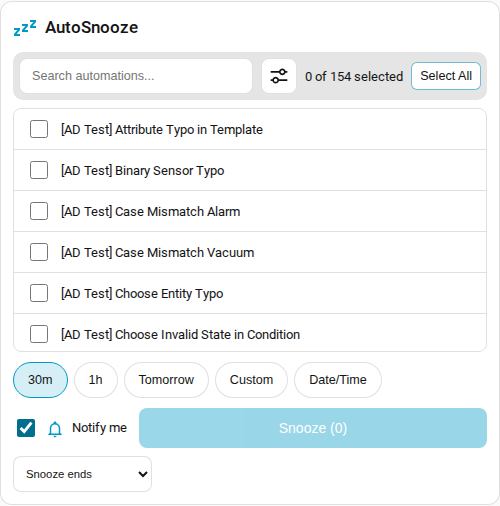 zzz AutoSnooze
Search automations... 0 of 154 selected Select All
[AD Test] Attribute Typo in Template
[AD Test] Binary Sensor Typo
[AD Test] Case Mismatch Alarm
[AD Test] Case Mismatch Vacuum
[AD Test] Choose Entity Typo
[AD Test] Choose Invalid State in Condition
30m 1h Tomorrow Custom Date/Time
Notify me Snooze (0)
Snooze ends